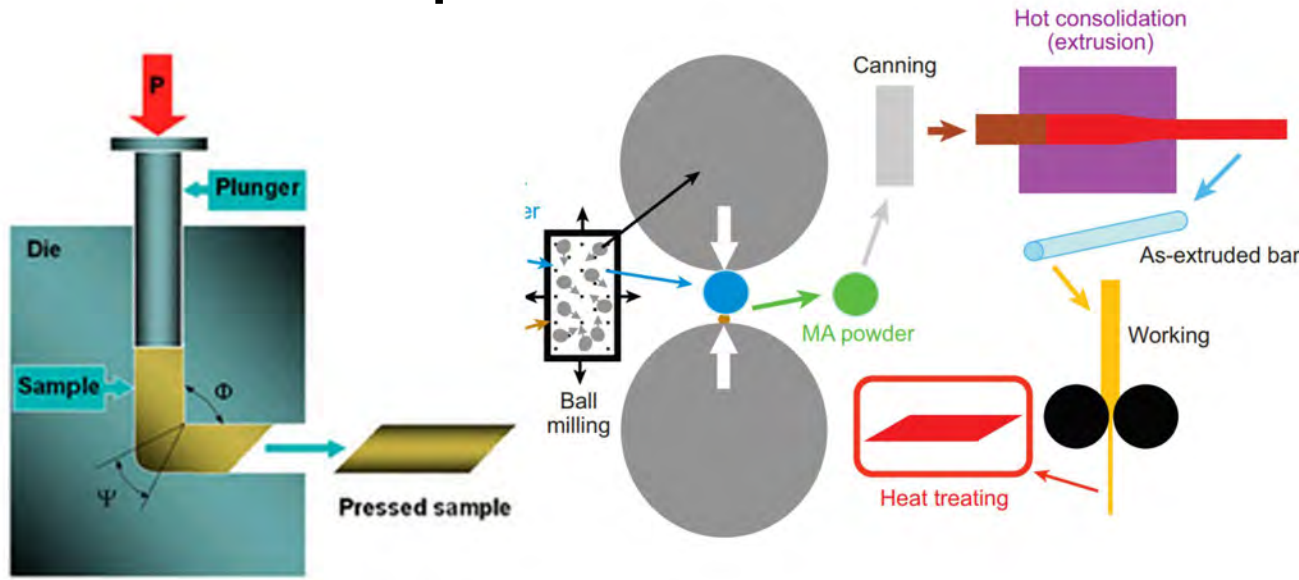 P
Plunger
Die
Sample
Φ
Ψ
Pressed sample
Ball
milling
MA powder
Canning
Hot consolidation
(extrusion)
As-extruded bar
Working
Heat treating